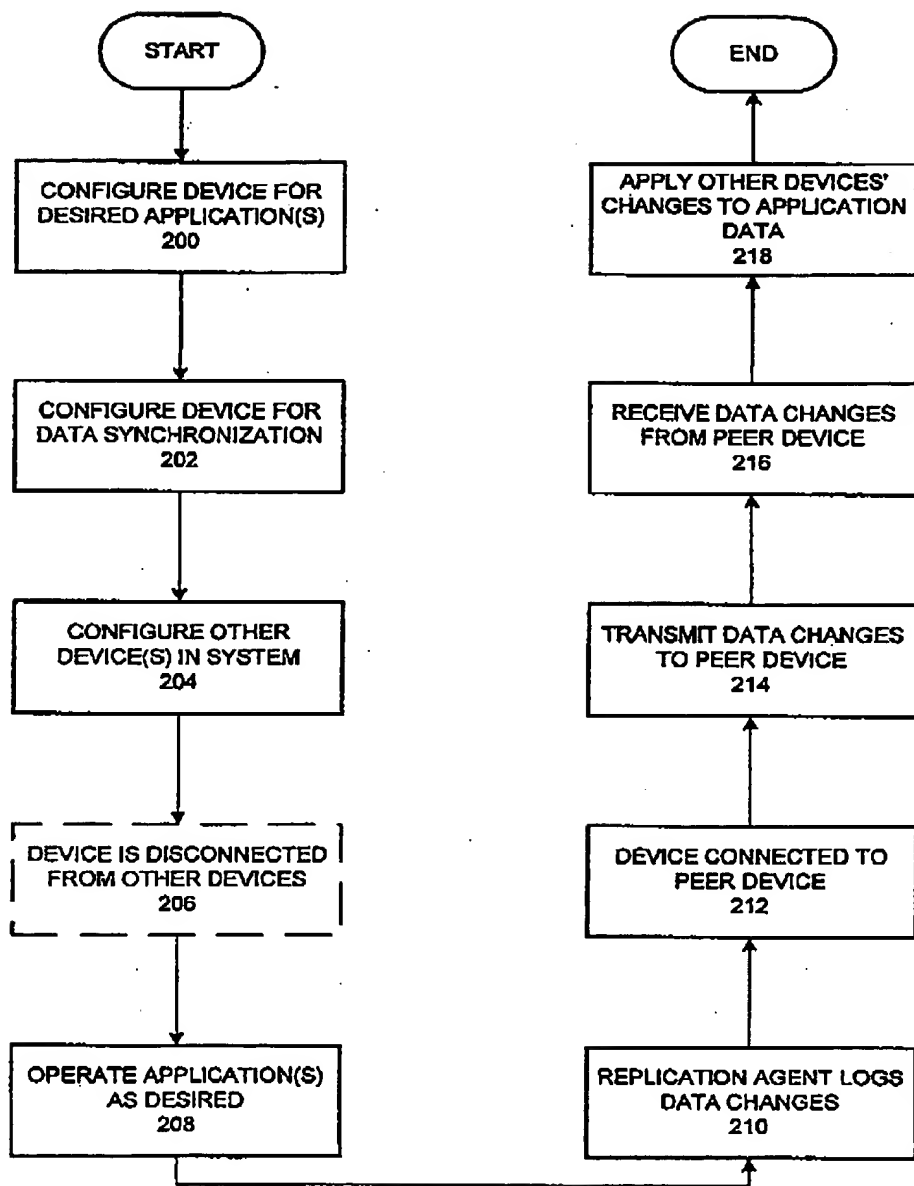 START
CONFIGURE DEVICE FOR
DESIRED APPLICATION(S)
200
CONFIGURE DEVICE FOR
DATA SYNCHRONIZATION
202
CONFIGURE OTHER
DEVICE(S) IN SYSTEM
204
DEVICE IS DISCONNECTED
FROM OTHER DEVICES
206
OPERATE APPLICATION(S)
AS DESIRED
208
REPLICATION AGENT LOGS
DATA CHANGES
210
DEVICE CONNECTED TO
PEER DEVICE
212
TRANSMIT DATA CHANGES
TO PEER DEVICE
214
RECEIVE DATA CHANGES
FROM PEER DEVICE
216
APPLY OTHER DEVICES'
CHANGES TO APPLICATION
DATA
218
END